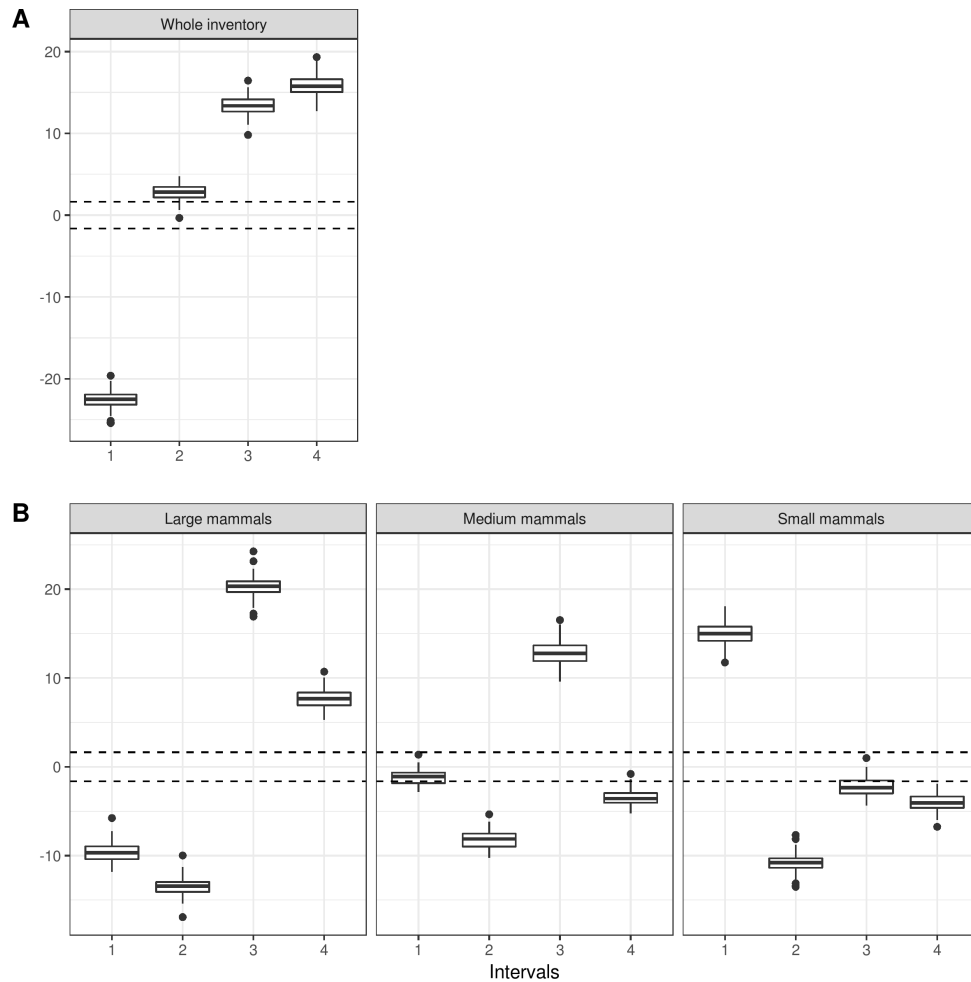 A
Whole inventory
20
10
0
-10
-20
1 2 3 4
B
Large mammals Medium mammals Small mammals
20
10
0
-10
1 2 3 4 1 2 3 4 1 2 3 4
Intervals